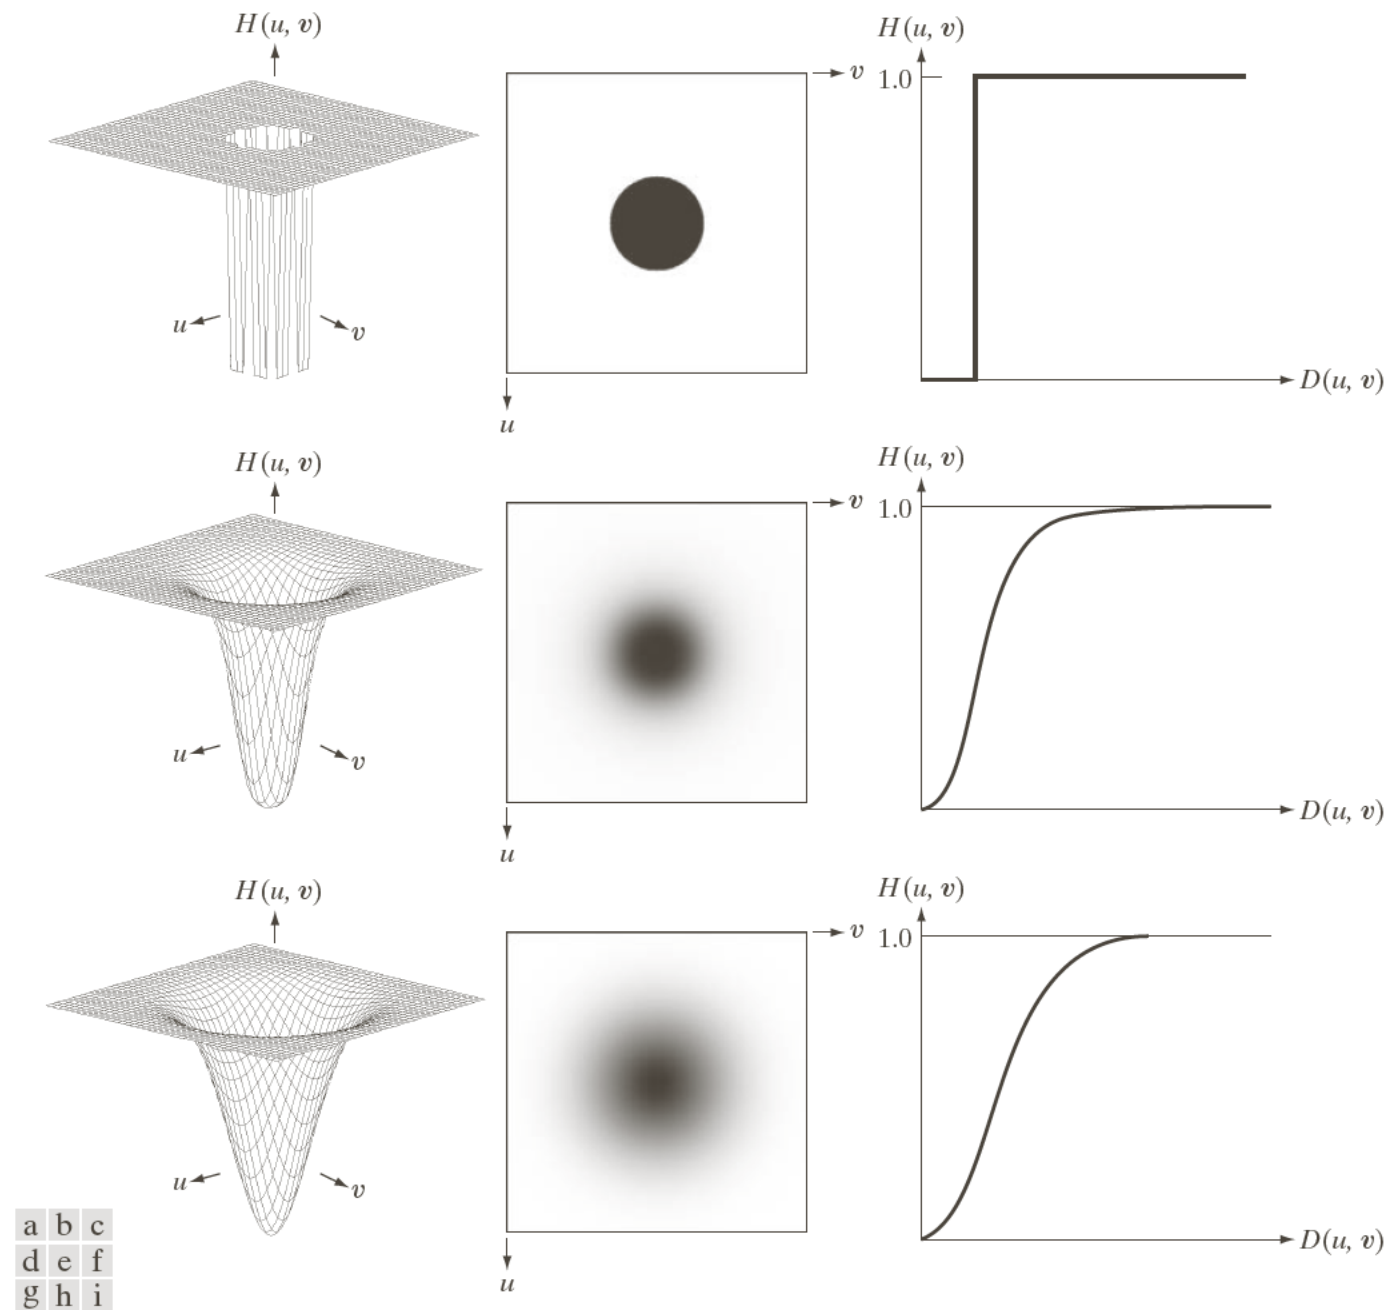 H(u, v)
u
v
v
u
H(u, v)
1.0
D(u, v)
H(u, v)
u
v
v
u
H(u, v)
1.0
D(u, v)
H(u, v)
u
v
v
u
H(u, v)
1.0
D(u, v)
a b c
d e f
g h i